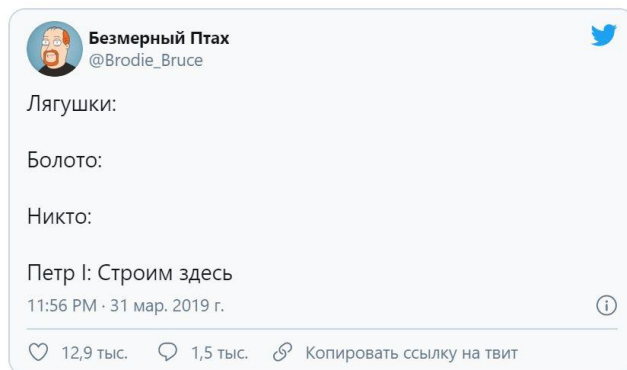 Безмерный Птах
@Brodie_Bruce
Лягушки:
Болото:
Никто:
Петр I: Строим здесь
11:56 PM · 31 мар. 2019 г.
12,9 тыс. 1,5 тыс. Копировать ссылку на твит